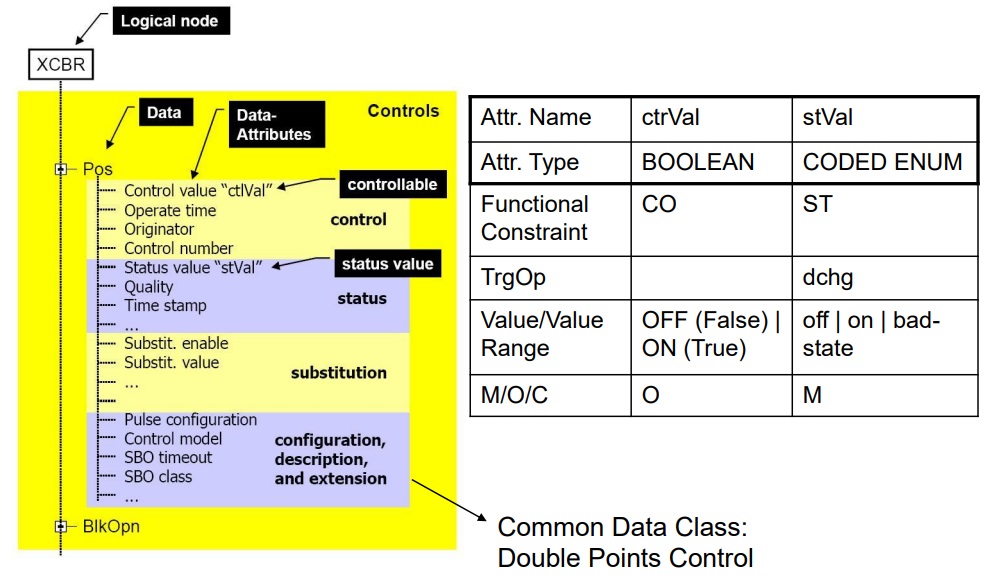 Logical node
XCBR
Controls
Data
Data-
Attributes
Pos
controllable
Control value “ctlVal”
Operate time
control
Originator
Control number
status value
Status value “stVal”
Quality
status
Time stamp
...
Substit. enable
Substit. value
substitution
...
Pulse configuration
Control model
SBO timeout
SBO class
...
configuration,
description,
and extension
BlkOpn
Attr. Name ctrVal stVal
Attr. Type BOOLEAN CODED ENUM
Functional
Constraint CO ST
TrgOp dchg
Value/Value
Range OFF (False) |
ON (True) off | on | bad-
state
M/O/C O M
Common Data Class:
Double Points Control